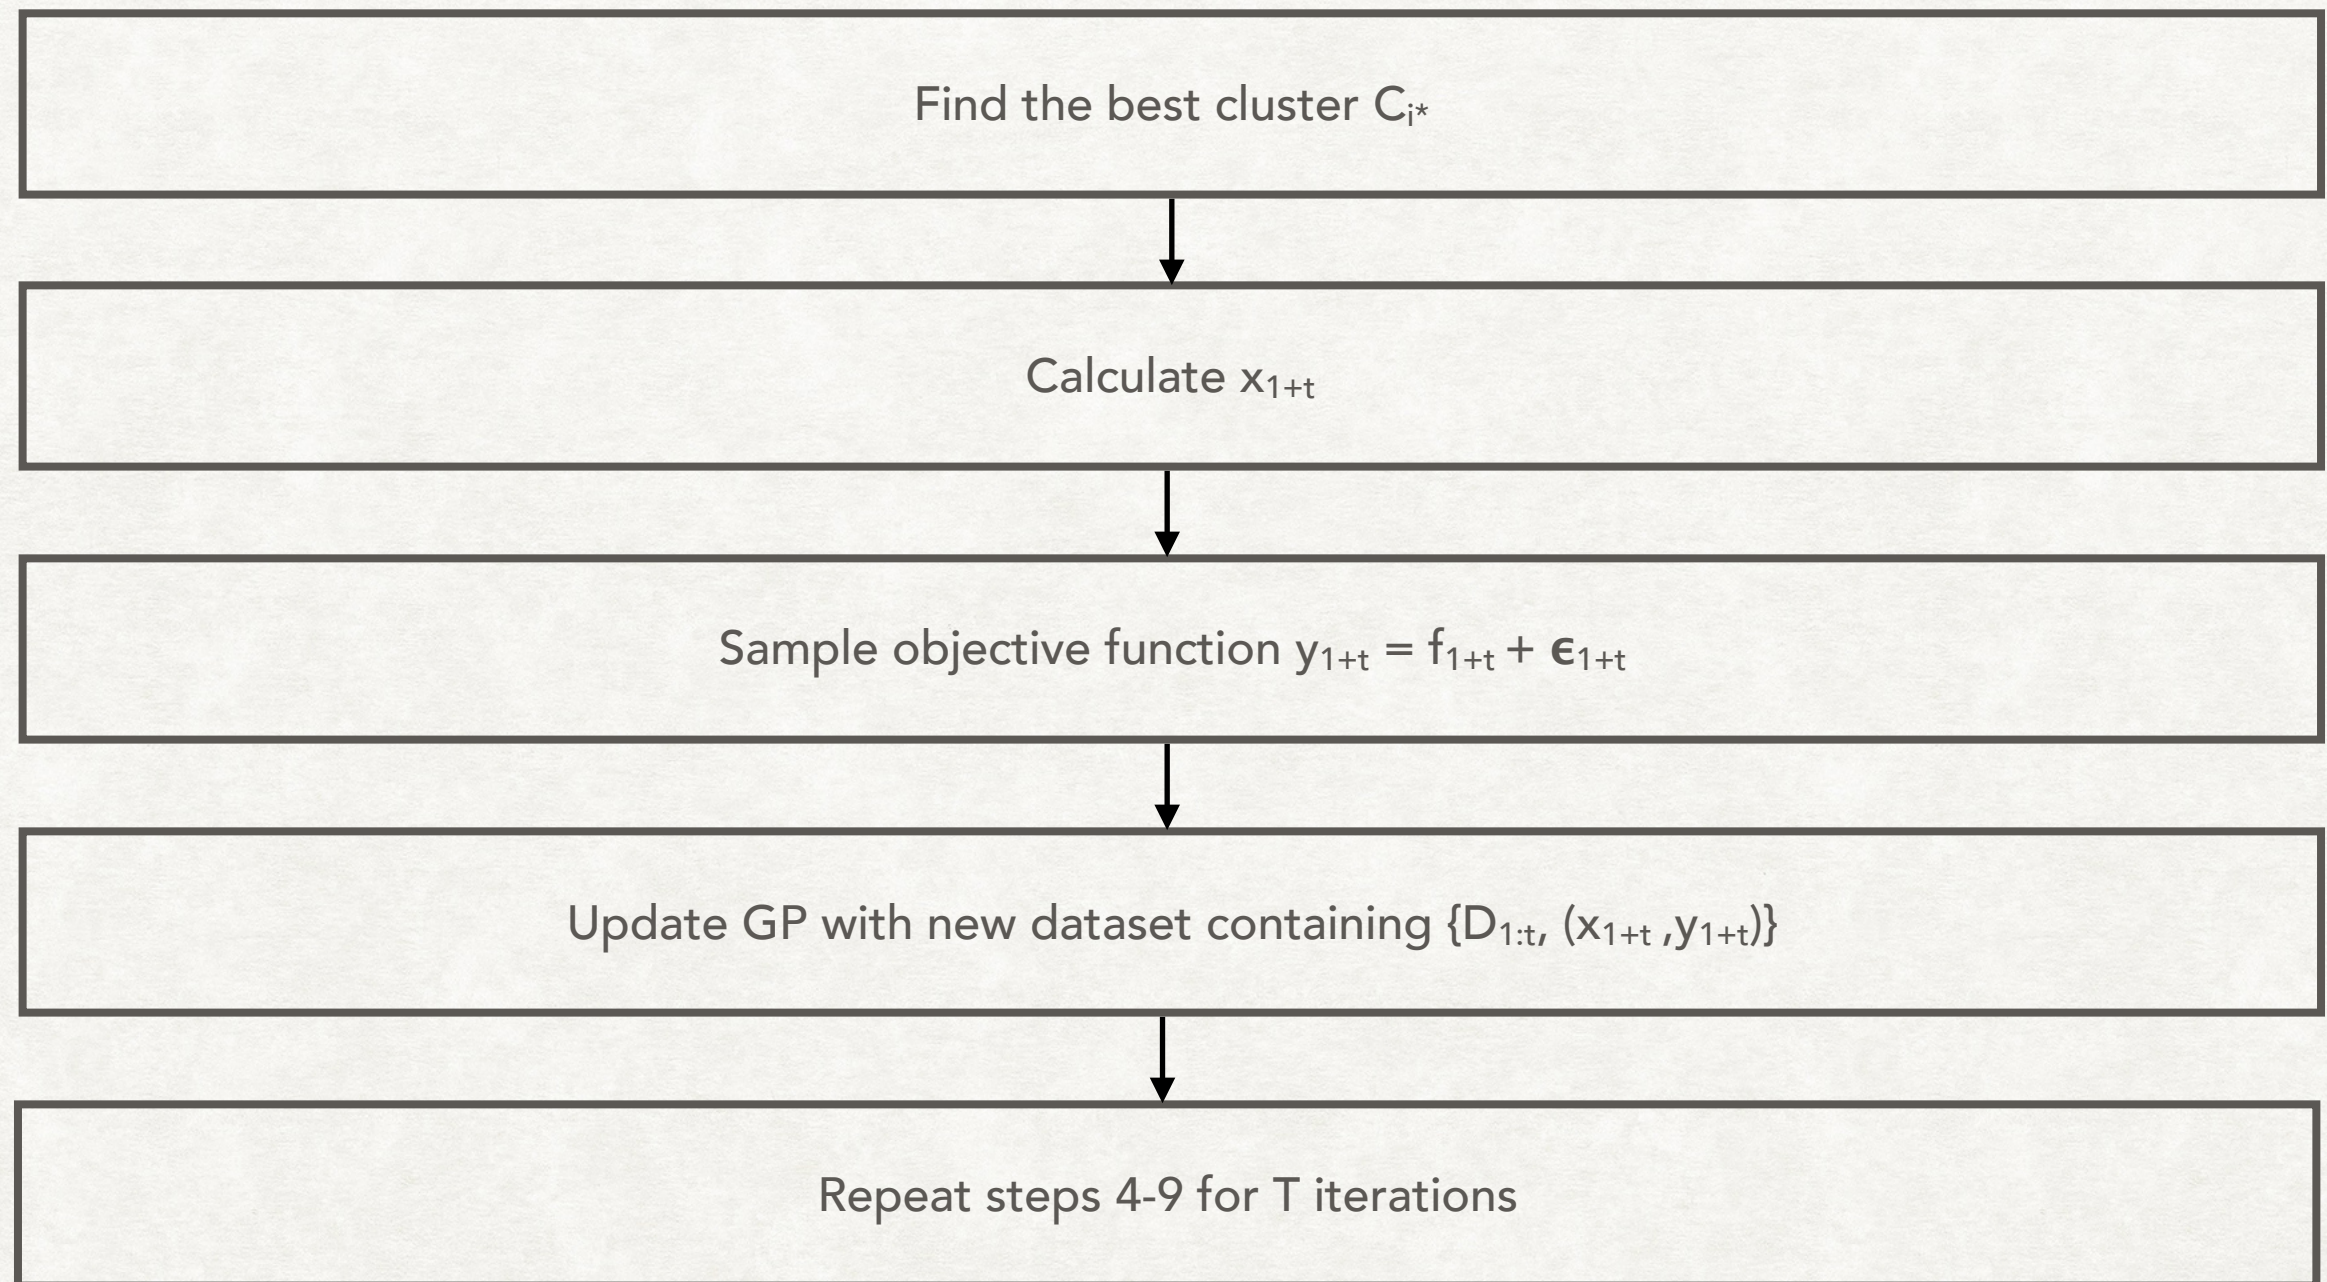 Find the best cluster Cᵢ*
Calculate x₁₊ₜ
Sample objective function y₁₊ₜ = f₁₊ₜ + ϵ₁₊ₜ
Update GP with new dataset containing {D₁:ₜ, (x₁₊ₜ ,y₁₊ₜ)}
Repeat steps 4-9 for T iterations